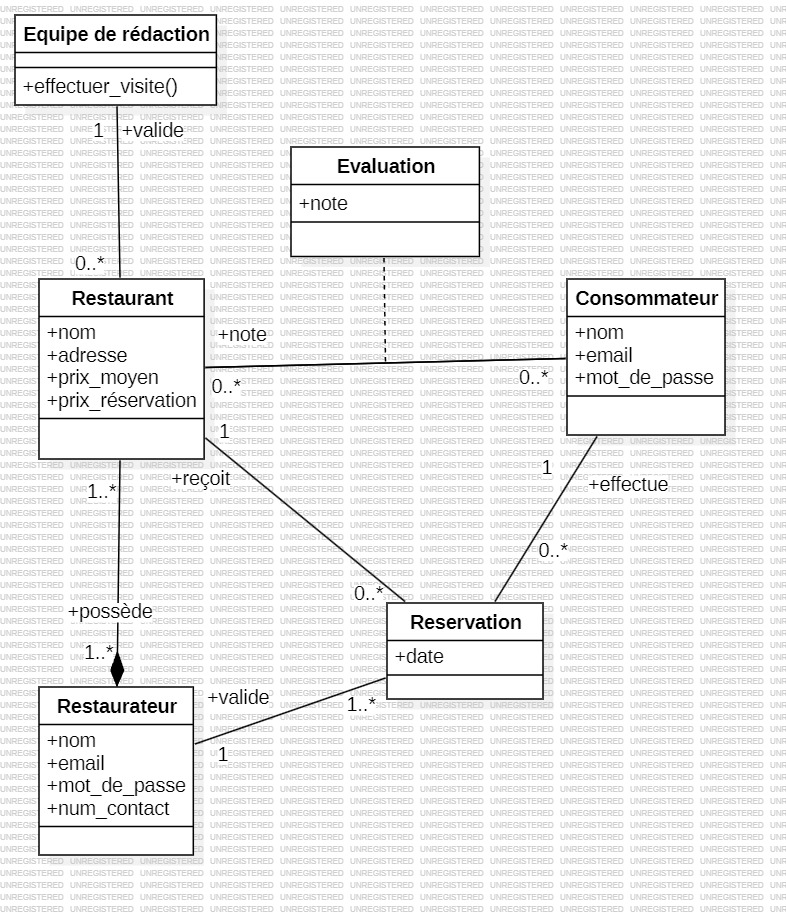 Equipe de rédaction
+effectuer_visite()
1 +valide
0..*
Evaluation
+note
Restaurant
+nom
+adresse
+prix_moyen
+prix_réservation
+note
0..*
0..*
Consommateur
+nom
+email
+mot_de_passe
1
+reçoit
0..*
1
+effectue
0..*
1..*
+possède
1..*
Reservation
+date
+valide
1..*
1
Restaurateur
+nom
+email
+mot_de_passe
+num_contact
UNREGISTERED